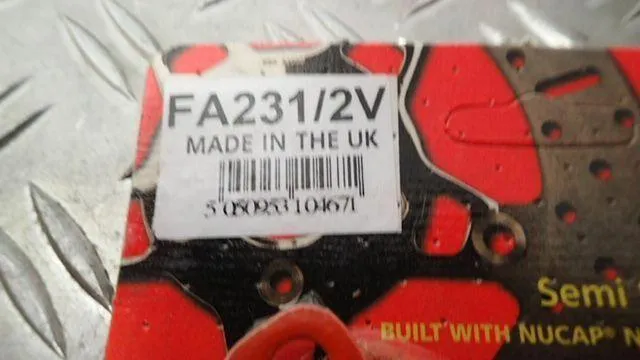 FA231/2V
MADE IN THE UK
5 050953 104671
Semi
BUILT WITH NUCAP® N